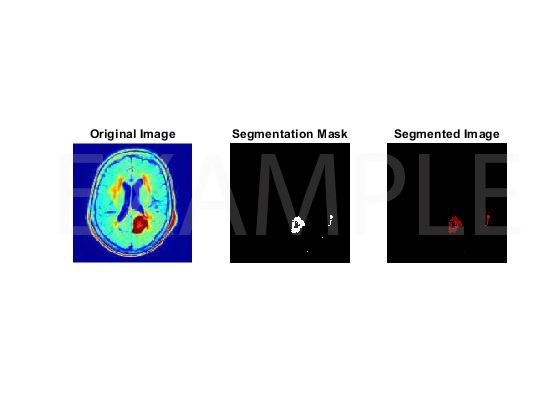 Original Image
Segmentation Mask
Segmented Image
EXAMPLE